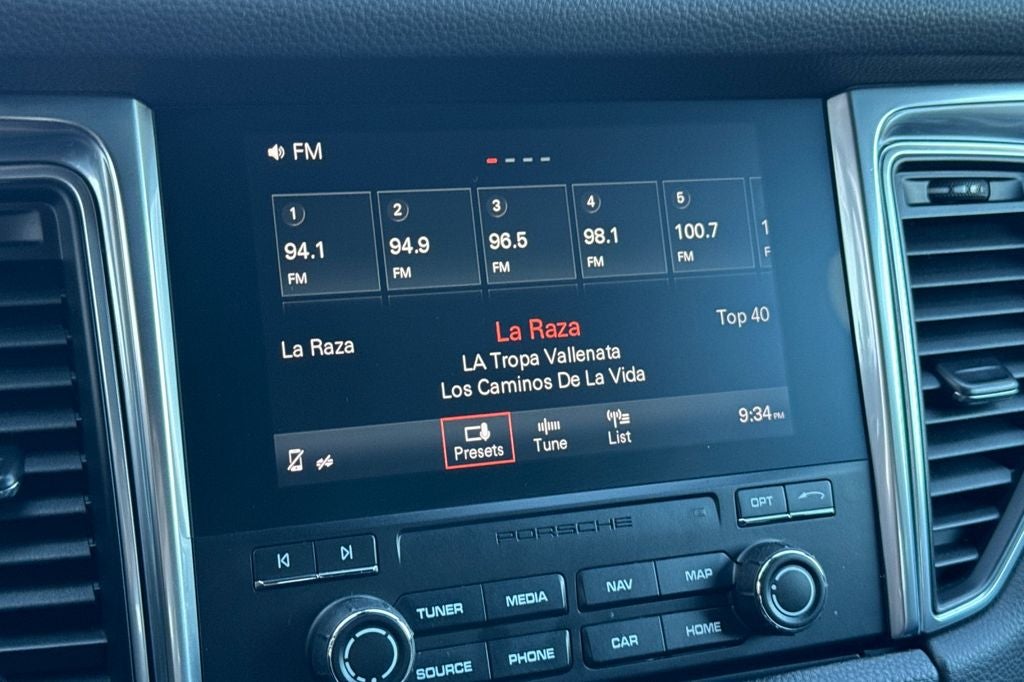 FM
1 2 3 4 5
94.1 94.9 96.5 98.1 100.7
FM FM FM FM FM
La Raza
La Raza
Top 40
LA Tropa Vallenata
Los Caminos De La Vida
Presets
Tune
List
9:34 PM
PORSCHE
OPT
TUNER MEDIA NAV MAP
SOURCE PHONE CAR HOME